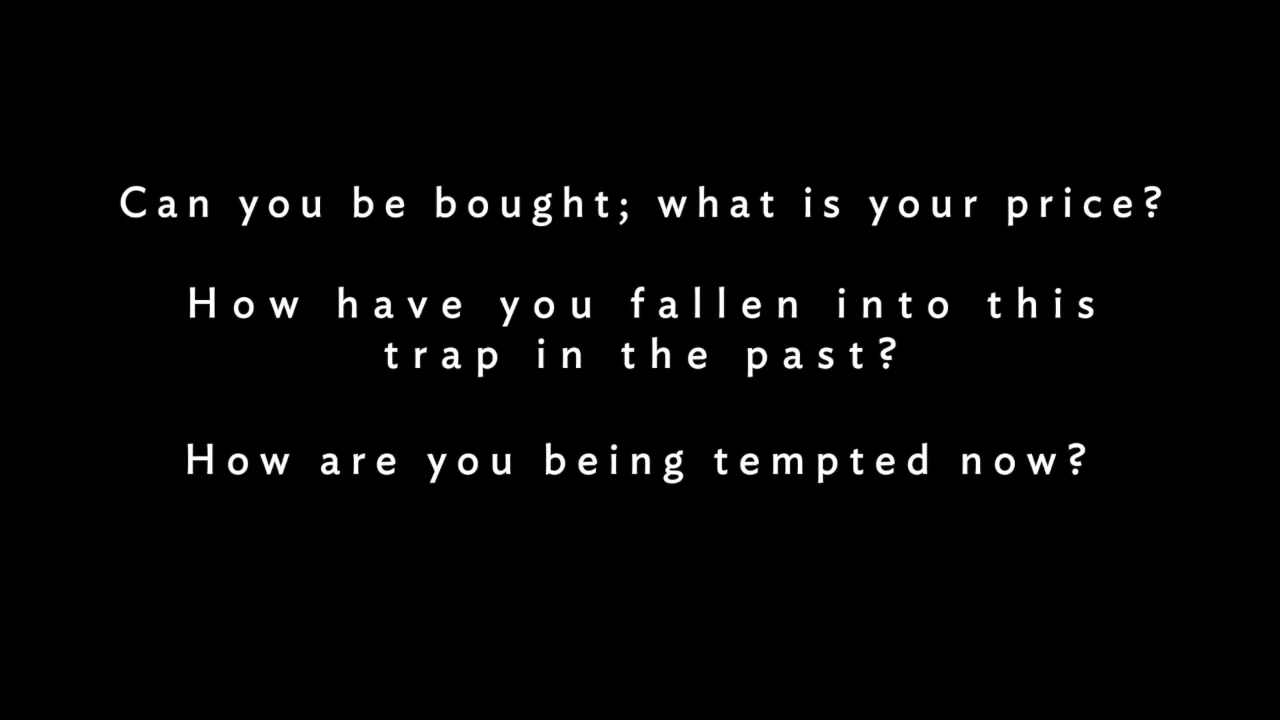 Can you be bought; what is your price?
How have you fallen into this
trap in the past?
How are you being tempted now?